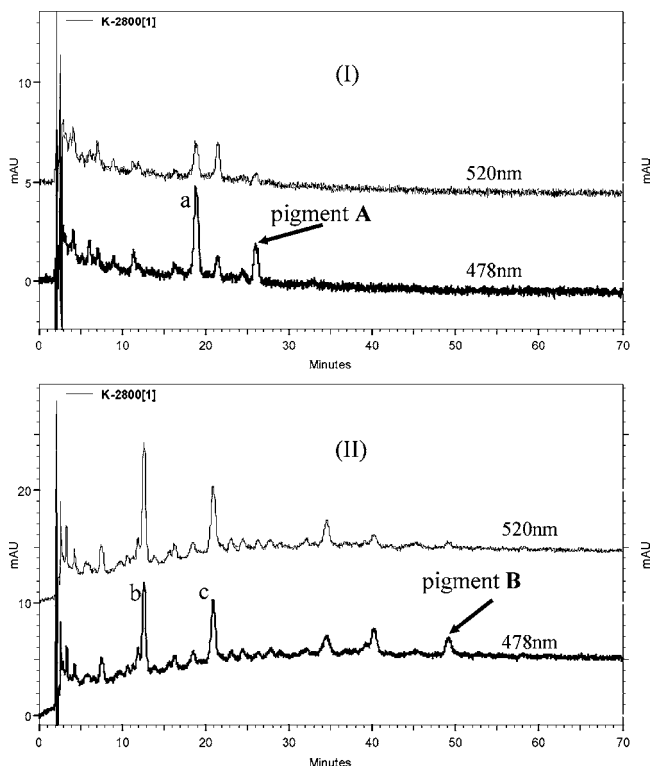 K-2800[1]
(I)
10
5
0
mAU
mAU
520nm
a
pigment A
478nm
0 10 20 30 40 50 60 70
Minutes
K-2800[1]
(II)
20
10
0
mAU
mAU
520nm
b
c
pigment B
478nm
0 10 20 30 40 50 60 70
Minutes